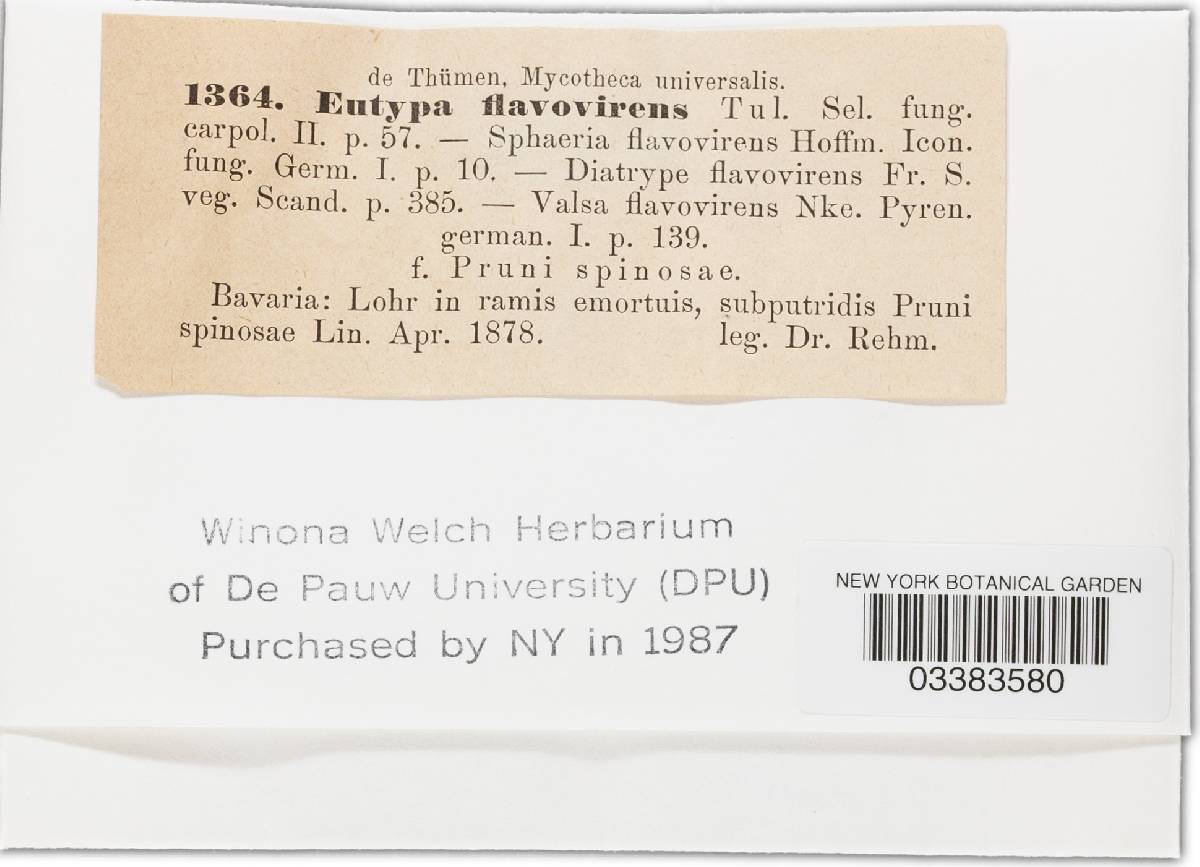 de Thümen, Mycotheca universalis.
1364. Eutypa flavovirens Tul. Sel. fung.
carpol. II. p. 57. — Sphaeria flavovirens Hoffm. Icon.
fung. Germ. I. p. 10. — Diatrype flavovirens Fr. S.
veg. Scand. p. 385. — Valsa flavovirens Nke. Pyren.
german. I. p. 139.
f. Pruni spinosae.
Bavaria: Lohr in ramis emortuis, subputridis Pruni
spinosae Lin. Apr. 1878. leg. Dr. Rehm.
Winona Welch Herbarium
of De Pauw University (DPU)
Purchased by NY in 1987
NEW YORK BOTANICAL GARDEN
03383580